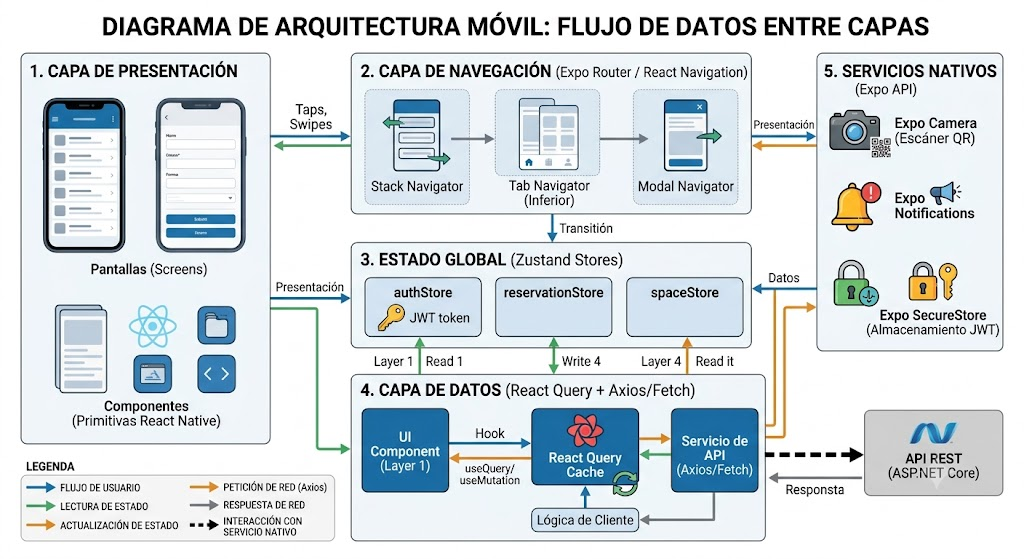 DIAGRAMA DE ARQUITECTURA MÓVIL: FLUJO DE DATOS ENTRE CAPAS
1. CAPA DE PRESENTACIÓN
Name
Submit
Pantallas (Screens)
Componentes
(Primitivas React Native)
Taps,
Swipes
Presentación
2. CAPA DE NAVEGACIÓN (Expo Router / React Navigation)
Stack Navigator
Tab Navigator
(Inferior)
Modal Navigator
Transitión
3. ESTADO GLOBAL (Zustand Stores)
authStore
JWT token
reservationStore
spaceStore
Layer 1
Read 1
Write 4
Layer 4
Read it
4. CAPA DE DATOS (React Query + Axios/Fetch)
UI
Component
(Layer 1)
Hook
useQuery/
useMutation
React Query
Cache
Servicio de
API
(Axios/Fetch)
Lógica de Cliente
Presentación
Datos
5. SERVICIOS NATIVOS
(Expo API)
Expo Camera
(Escáner QR)
Expo
Notifications
Expo SecureStore
(Almacenamiento JWT)
API REST
(ASP.NET Core)
Responsta
LEGENDA
FLUJO DE USUARIO
LECTURA DE ESTADO
ACTUALIZACIÓN DE ESTADO
PETICIÓN DE RED (Axios)
RESPUESTA DE RED
INTERACCIÓN CON
SERVICIO NATIVO